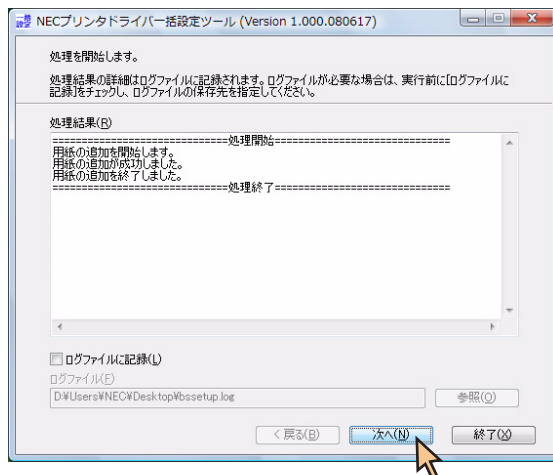 NECプリンタドライバ一括設定ツール (Version 1.000.080617)
処理を開始します。
処理結果の詳細はログファイルに記録されます。ログファイルが必要な場合は、実行前に[ログファイルに
記録]をチェックし、ログファイルの保存先を指定してください。
処理結果(R)
==============================処理開始==============================
用紙の追加を開始します。
用紙の追加が成功しました。
用紙の追加を終了しました。
==============================処理終了==============================
ログファイルに記録(L)
ログファイル(F)
D:¥Users¥NEC¥Desktop¥bssetup.log
参照(O)
< 戻る(B)
次へ(N)
終了(X)